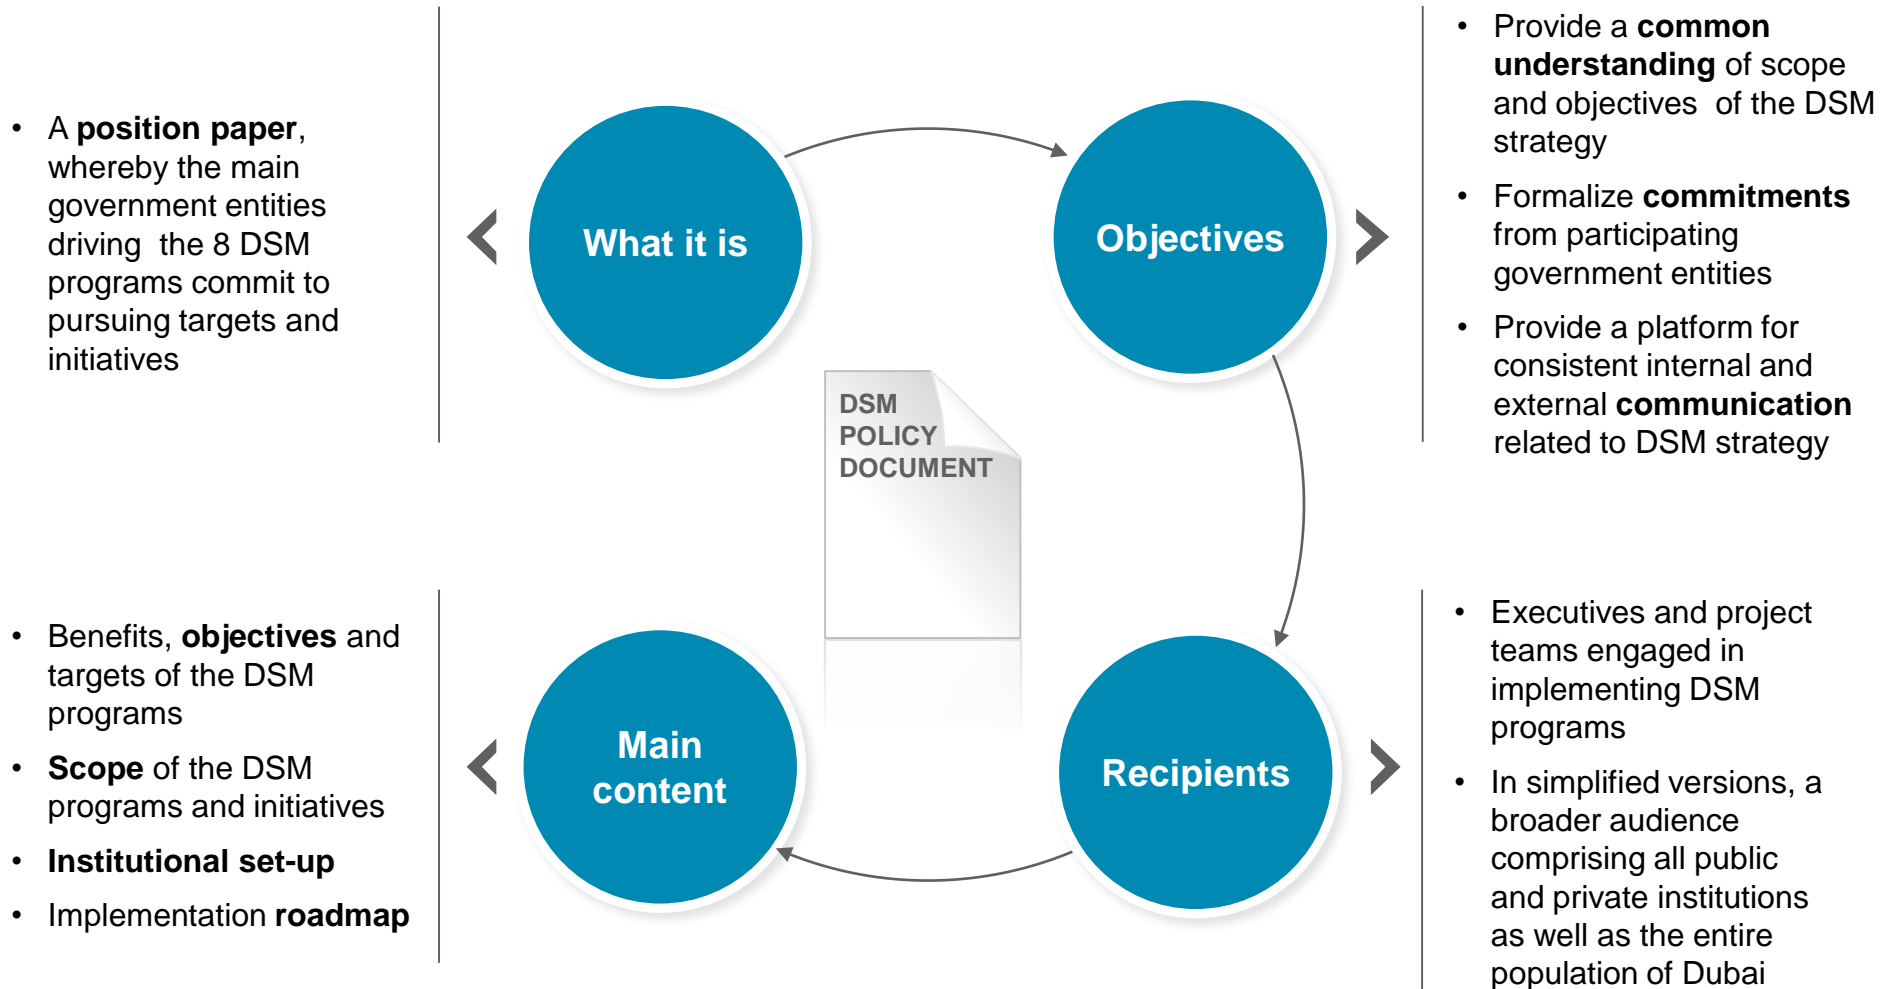 • A position paper,
whereby the main
government entities
driving  the 8 DSM
programs commit to
pursuing targets and
initiatives
What it is
Objectives
• Provide a common
understanding of scope
and objectives  of the DSM
strategy
• Formalize commitments
from participating
government entities
• Provide a platform for
consistent internal and
external communication
related to DSM strategy
DSM
POLICY
DOCUMENT
• Benefits, objectives and
targets of the DSM
programs
• Scope of the DSM
programs and initiatives
• Institutional set-up
• Implementation roadmap
Main
content
Recipients
• Executives and project
teams engaged in
implementing DSM
programs
• In simplified versions, a
broader audience
comprising all public
and private institutions
as well as the entire
population of Dubai